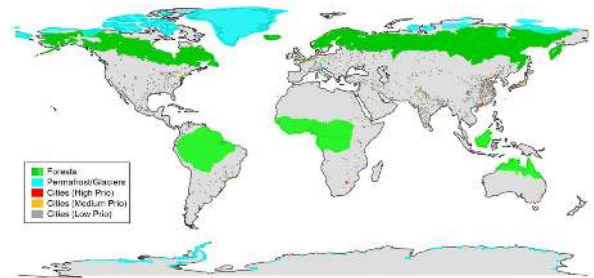 Forests
Permafrost/Glaciers
Cities (High Prio)
Cities (Medium Prio)
Cities (Low Prio)